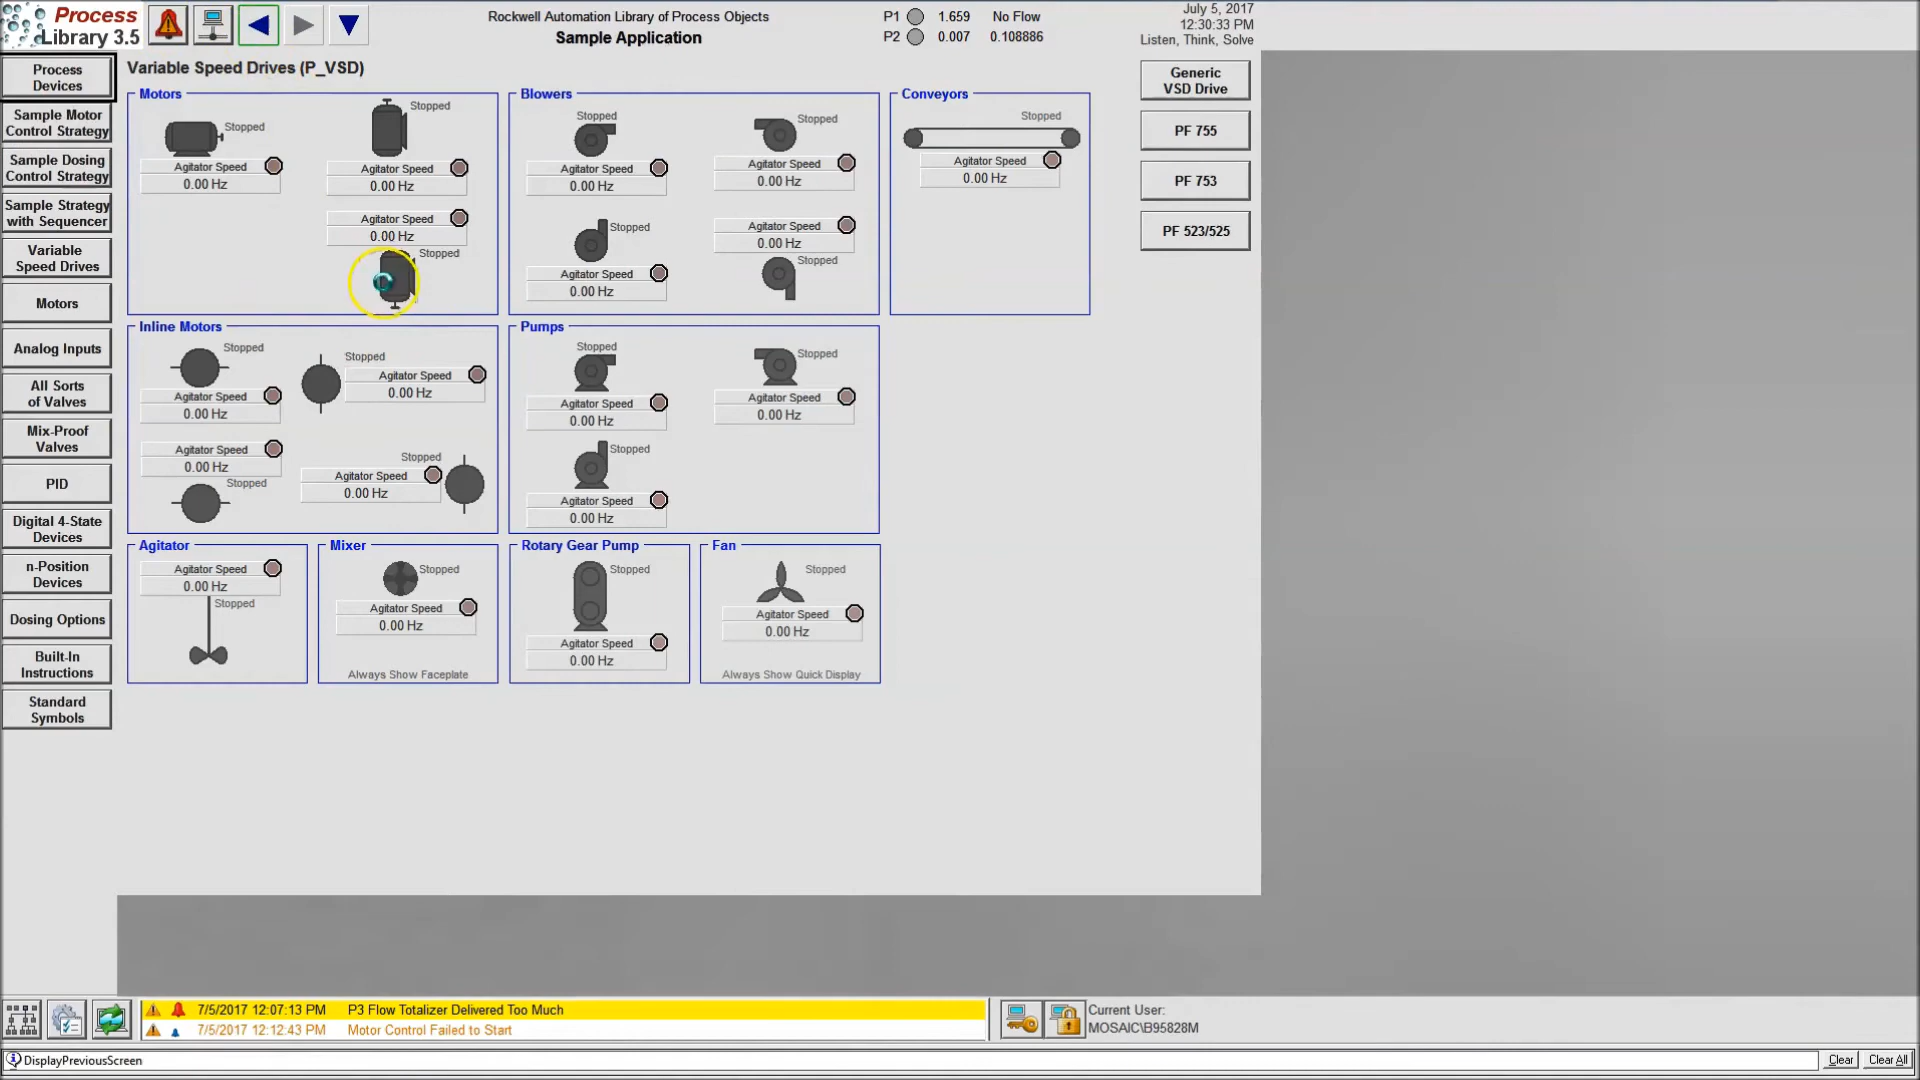 Process
Library 3.5
Rockwell Automation Library of Process Objects
Sample Application
P1 1.659 No Flow
P2 0.007 0.108886
July 5, 2017
12:30:33 PM
Listen, Think, Solve
Process
Devices
Sample Motor
Control Strategy
Sample Dosing
Control Strategy
Sample Strategy
with Sequencer
Variable
Speed Drives
Motors
Analog Inputs
All Sorts
of Valves
Mix-Proof
Valves
PID
Digital 4-State
Devices
n-Position
Devices
Dosing Options
Built-In
Instructions
Standard
Symbols
Variable Speed Drives (P_VSD)
Motors
Stopped
Agitator Speed
0.00 Hz
Stopped
Agitator Speed
0.00 Hz
Agitator Speed
0.00 Hz
Stopped
Blowers
Stopped
Agitator Speed
0.00 Hz
Stopped
Agitator Speed
0.00 Hz
Stopped
Agitator Speed
0.00 Hz
Agitator Speed
0.00 Hz
Stopped
Conveyors
Stopped
Agitator Speed
0.00 Hz
Generic
VSD Drive
PF 755
PF 753
PF 523/525
Inline Motors
Stopped
Agitator Speed
0.00 Hz
Stopped
Agitator Speed
0.00 Hz
Agitator Speed
0.00 Hz
Stopped
Stopped
Agitator Speed
0.00 Hz
Pumps
Stopped
Agitator Speed
0.00 Hz
Stopped
Agitator Speed
0.00 Hz
Stopped
Agitator Speed
0.00 Hz
Agitator
Agitator Speed
0.00 Hz
Stopped
Mixer
Stopped
Agitator Speed
0.00 Hz
Always Show Faceplate
Rotary Gear Pump
Stopped
Agitator Speed
0.00 Hz
Fan
Stopped
Agitator Speed
0.00 Hz
Always Show Quick Display
7/5/2017 12:07:13 PM P3 Flow Totalizer Delivered Too Much
7/5/2017 12:12:43 PM Motor Control Failed to Start
Current User:
MOSAIC\B95828M
DisplayPreviousScreen
Clear
Clear All